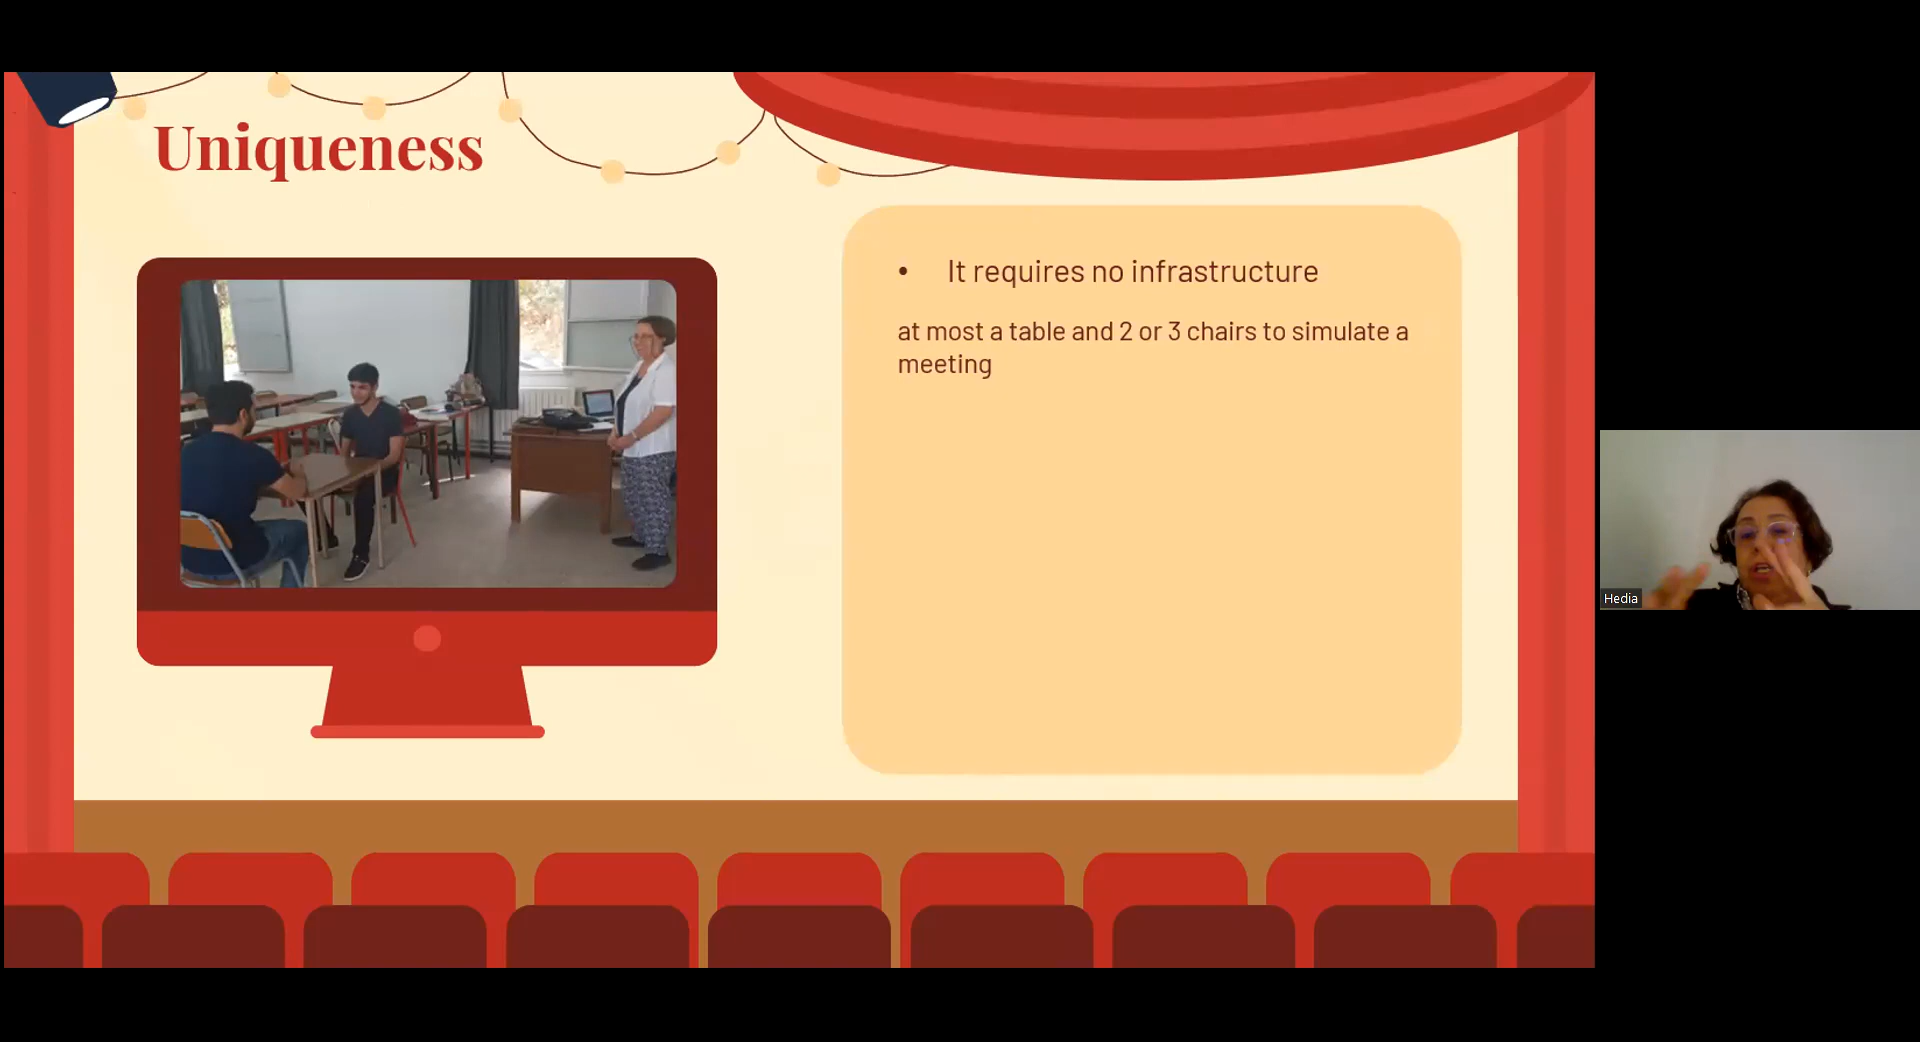 Uniqueness
• It requires no infrastructure
at most a table and 2 or 3 chairs to simulate a
meeting
Hedia